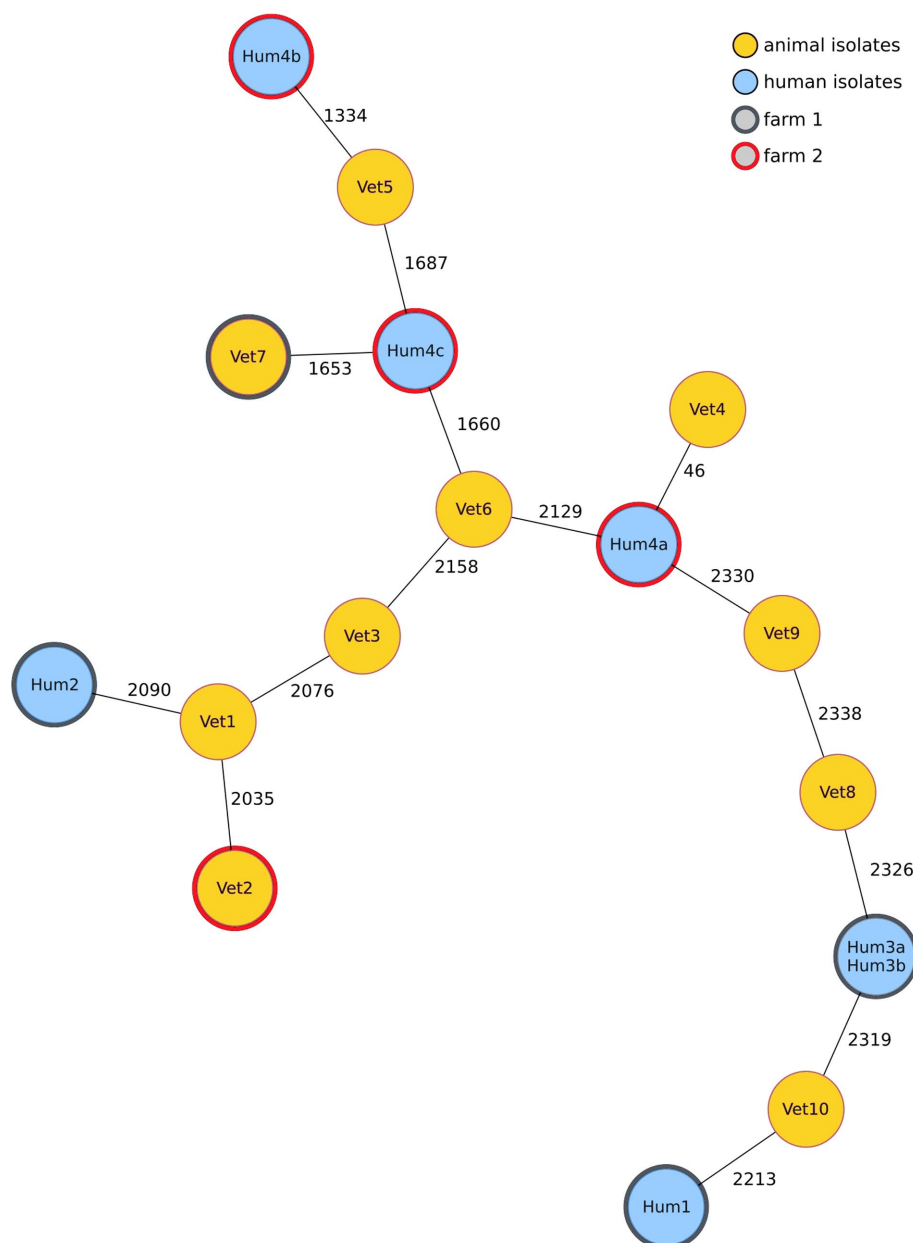 Hum4b
animal isolates
human isolates
farm 1
farm 2
1334
Vet5
1687
Vet7
1653
Hum4c
1660
Vet4
46
Vet6
2129
Hum4a
2158
2330
Vet3
Vet9
Hum2
2090
2076
Vet1
2338
2035
Vet8
Vet2
2326
Hum3a
Hum3b
2319
Vet10
2213
Hum1